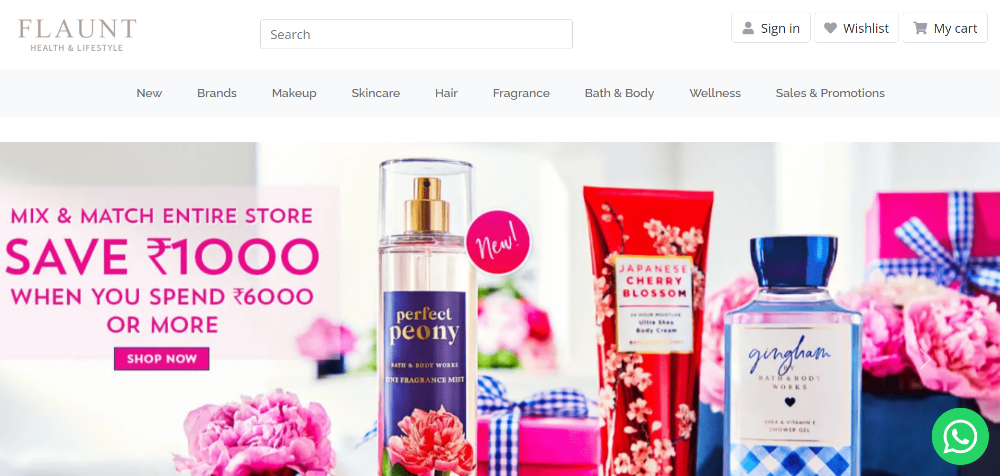 FLAUNT
HEALTH & LIFESTYLE
Search
Sign in
Wishlist
My cart
New
Brands
Makeup
Skincare
Hair
Fragrance
Bath & Body
Wellness
Sales & Promotions
MIX & MATCH ENTIRE STORE
SAVE ₹1000
WHEN YOU SPEND ₹6000
OR MORE
SHOP NOW
New!
perfect
peony
BATH & BODY WORKS
FINE FRAGRANCE MIST
JAPANESE
CHERRY
BLOSSOM
24 HOUR MOISTURE
Ultra Shea
Body Cream
gingham
BY
BATH & BODY
WORKS
SHEA & VITAMIN E
SHOWER GEL